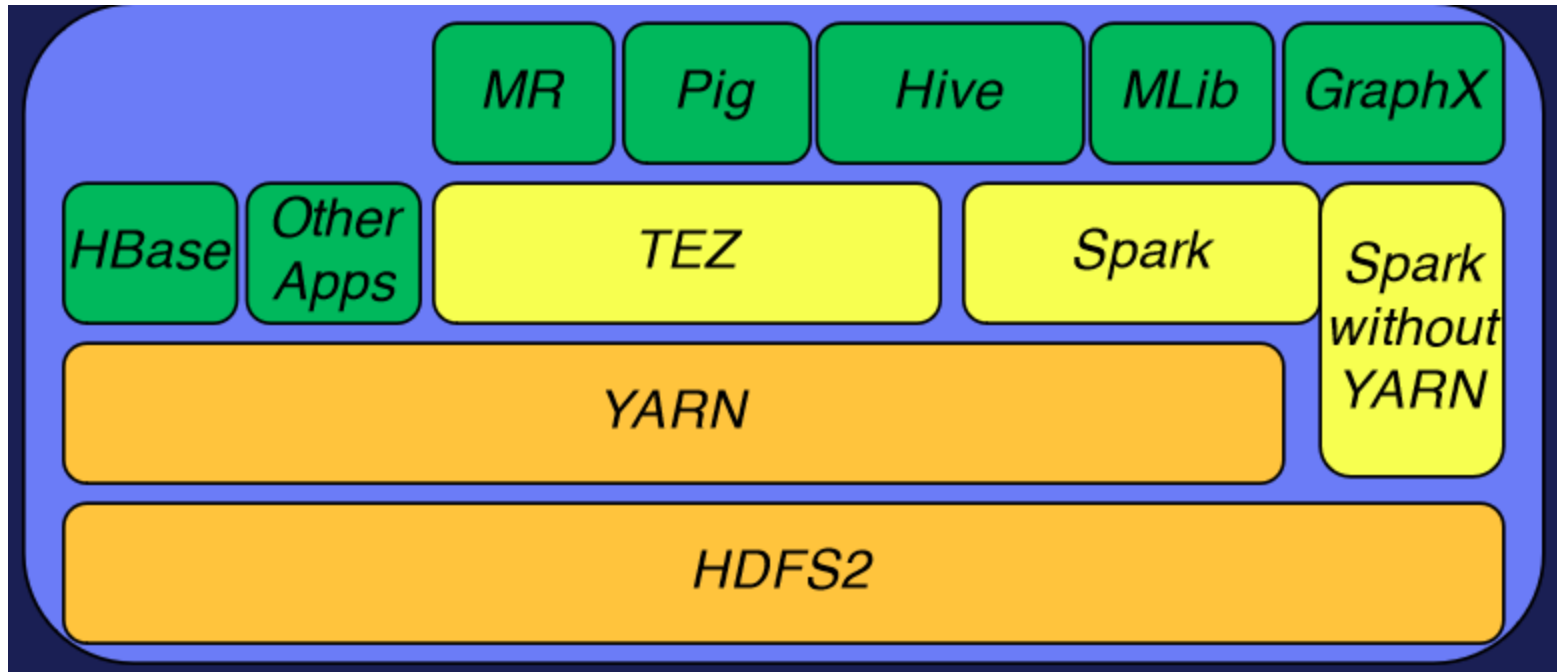 MR
Pig
Hive
MLib
GraphX
HBase
Other
Apps
TEZ
Spark
Spark
without
YARN
YARN
HDFS2